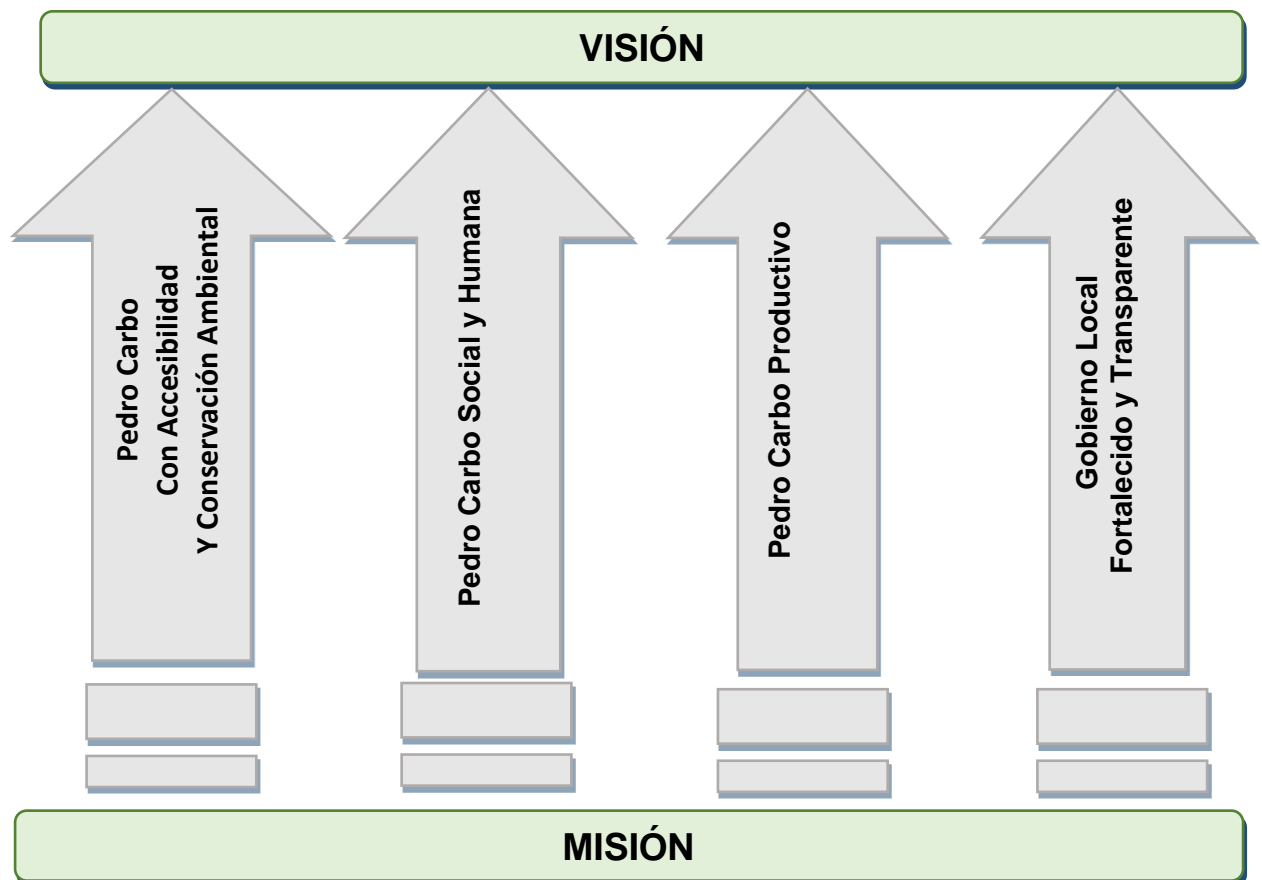 VISIÓN
Pedro Carbo
Con Accesibilidad
Y Conservación Ambiental
Pedro Carbo Social y Humana
Pedro Carbo Productivo
Gobierno Local
Fortalecido y Transparente
MISIÓN